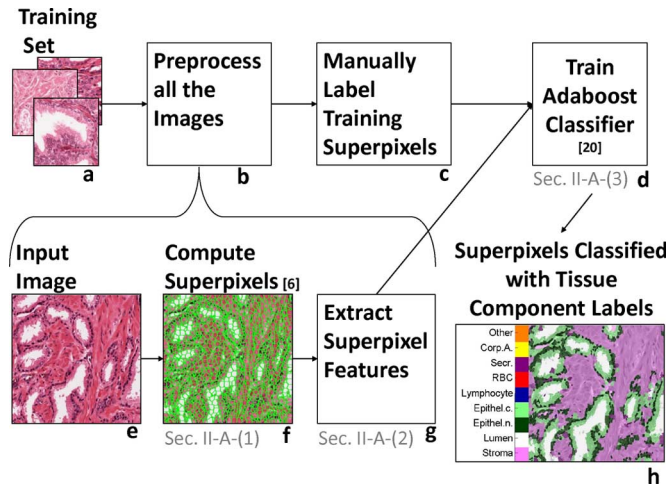 Training
Set
a
Preprocess
all the
Images
b
Manually
Label
Training
Superpixels
c
Train
Adaboost
Classifier
[20]
d
Sec. II-A-(3)
Input
Image
e
Compute
Superpixels [6]
f
Sec. II-A-(1)
Extract
Superpixel
Features
g
Sec. II-A-(2)
Superpixels Classified
with Tissue
Component Labels
Other
Corp.A.
Secr.
RBC
Lymphocyte
Epithel.c.
Epithel.n.
Lumen
Stroma
h